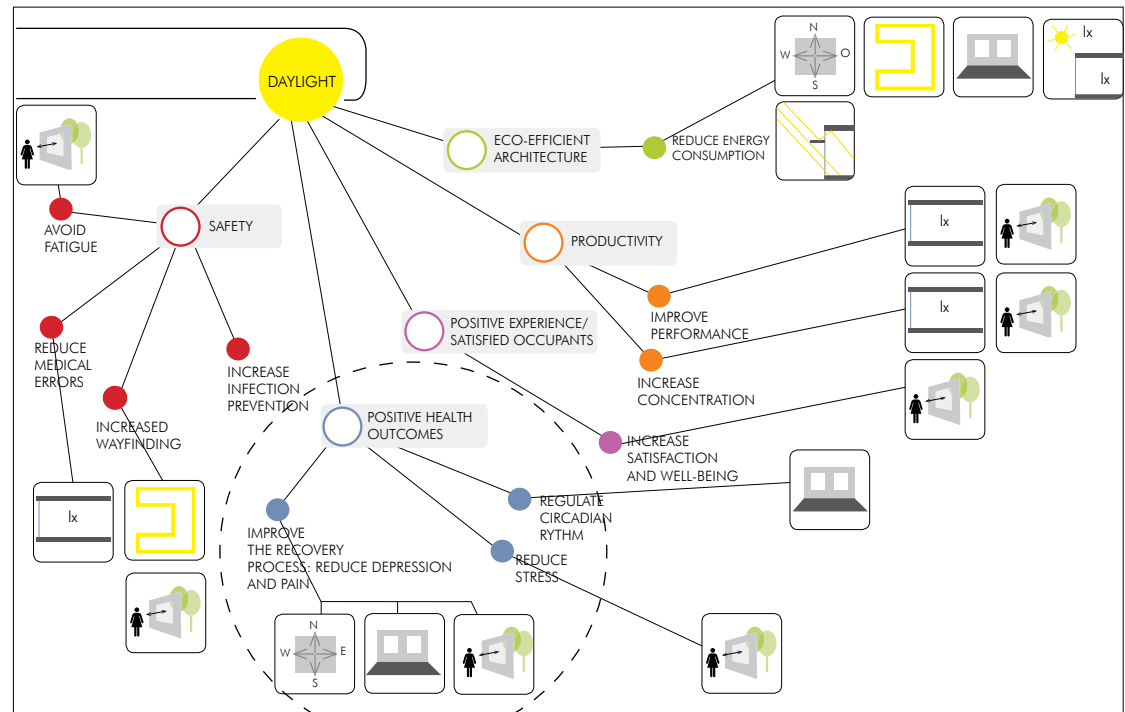 DAYLIGHT
N
W
O
S
lx
lx
ECO-EFFICIENT
ARCHITECTURE
REDUCE ENERGY
CONSUMPTION
AVOID
FATIGUE
SAFETY
PRODUCTIVITY
lx
IMPROVE
PERFORMANCE
lx
POSITIVE EXPERIENCE/
SATISFIED OCCUPANTS
REDUCE
MEDICAL
ERRORS
INCREASE
INFECTION
PREVENTION
INCREASE
CONCENTRATION
INCREASED
WAYFINDING
POSITIVE HEALTH
OUTCOMES
INCREASE
SATISFACTION
AND WELL-BEING
lx
REGULATE
CIRCADIAN
RYTHM
IMPROVE
THE RECOVERY
PROCESS: REDUCE DEPRESSION
AND PAIN
REDUCE
STRESS
N
W
E
S